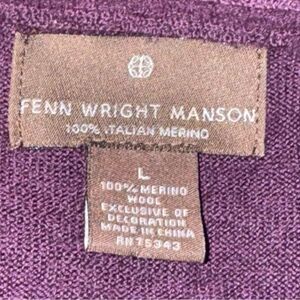 FENN WRIGHT MANSON
100% ITALIAN MERINO
L
100% MERINO
WOOL
EXCLUSIVE OF
DECORATION
MADE IN CHINA
RN 75343